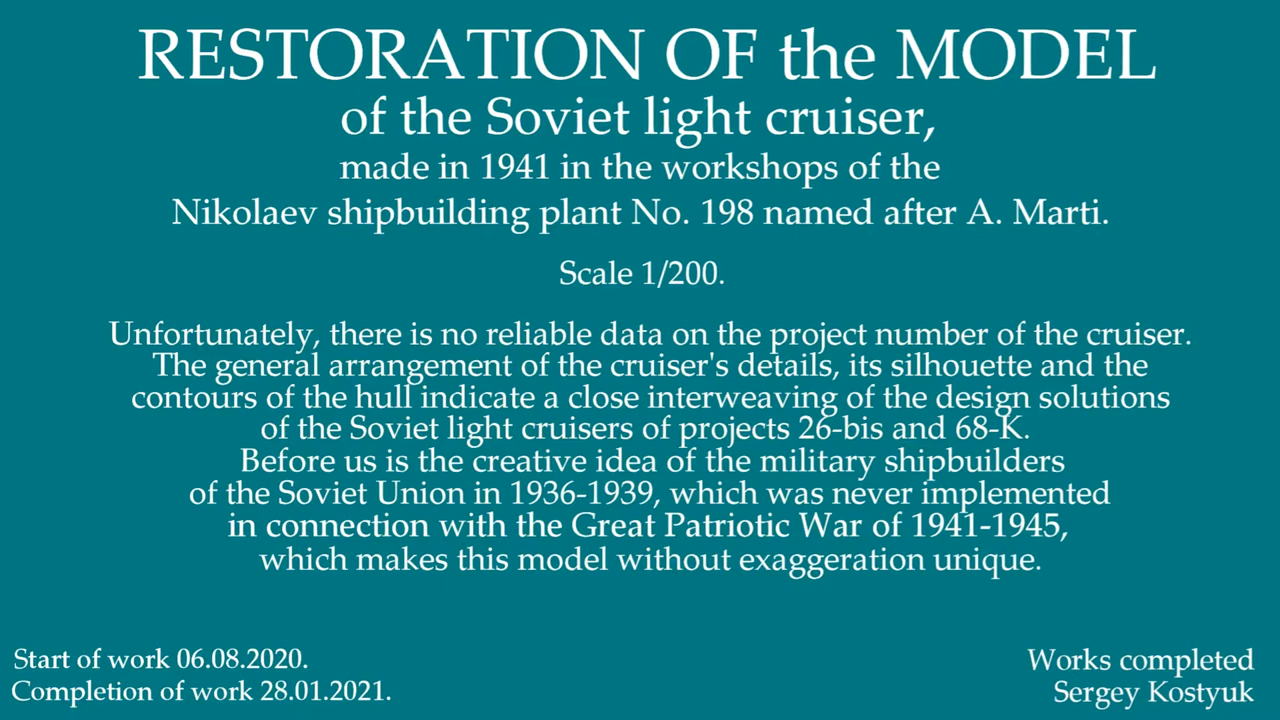 RESTORATION OF the MODEL
of the Soviet light cruiser,
made in 1941 in the workshops of the
Nikolaev shipbuilding plant No. 198 named after A. Marti.
Scale 1/200.
Unfortunately, there is no reliable data on the project number of the cruiser.
The general arrangement of the cruiser's details, its silhouette and the
contours of the hull indicate a close interweaving of the design solutions
of the Soviet light cruisers of projects 26-bis and 68-K.
Before us is the creative idea of the military shipbuilders
of the Soviet Union in 1936-1939, which was never implemented
in connection with the Great Patriotic War of 1941-1945,
which makes this model without exaggeration unique.
Start of work 06.08.2020.
Completion of work 28.01.2021.
Works completed
Sergey Kostyuk